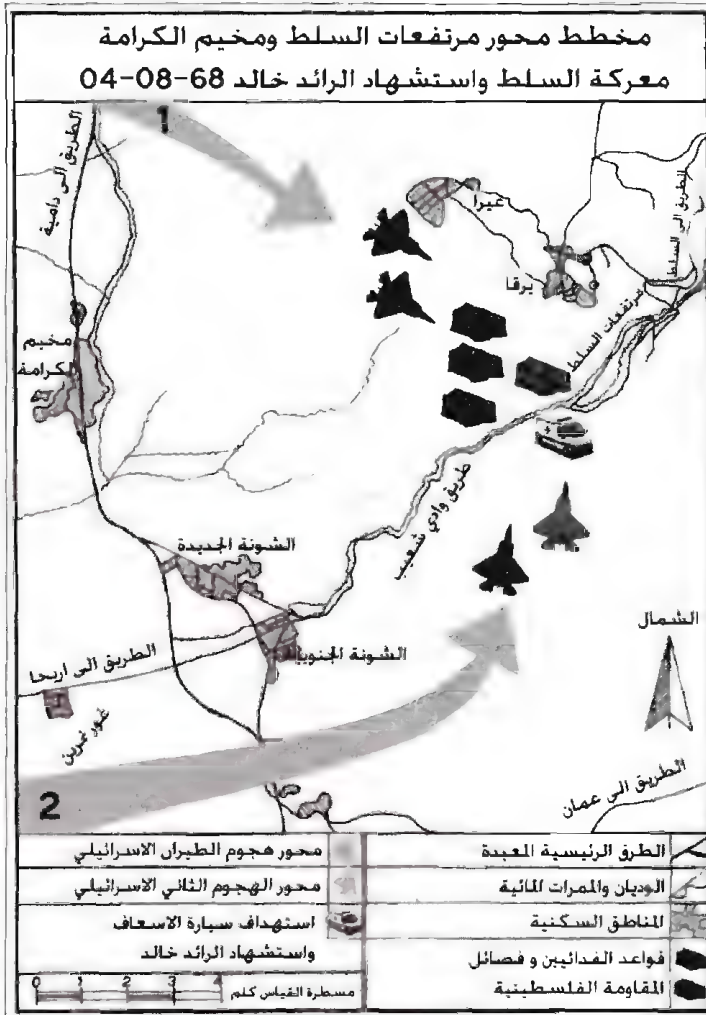 مخطط محور مرتفعات السلط ومخيم الكرامة
معركة السلط واستشهاد الرائد خالد 68-08-04
1
الطريق الى دامية
عيرا
يرقا
الطريق الى السلط
مرتفعات السلط
مخيم
الكرامة
طريق وادي شعيب
الشونة الجديدة
الشمال
الشونة الجنوبية
الطريق الى اريحا
غور نمرين
الطريق الى عمان
2
محور هجوم الطيران الاسرائيلي
محور الهجوم الثاني الاسرائيلي
استهداف سيارة الاسعاف
واستشهاد الرائد خالد
0 1 2 3 4
مسطرة القياس كلم
الطرق الرئيسية المعبدة
الوديان والممرات المائية
المناطق السكنية
قواعد الفدائيين و فصائل
المقاومة الفلسطينية